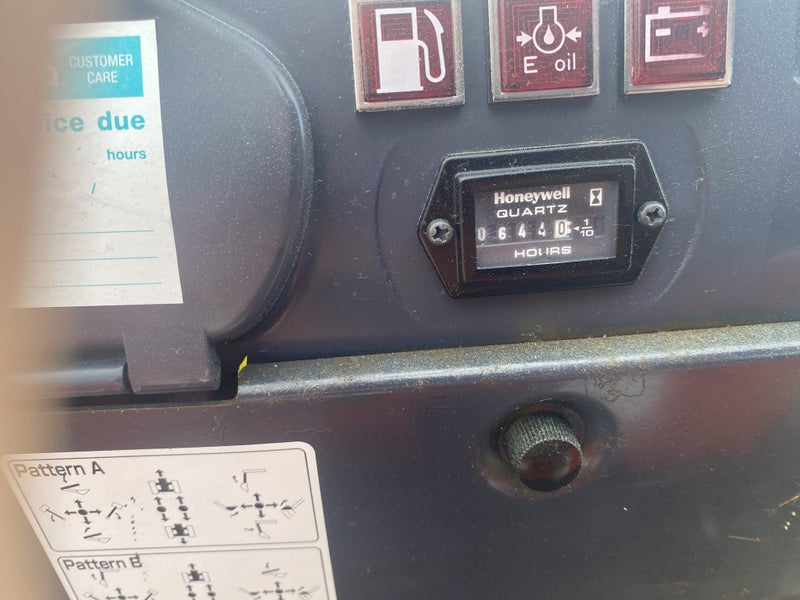 CUSTOMER
CARE
ice due
hours
/
E oil
Honeywell
QUARTZ
0 6 4 4 0 1/10
HOURS
Pattern A
Pattern B